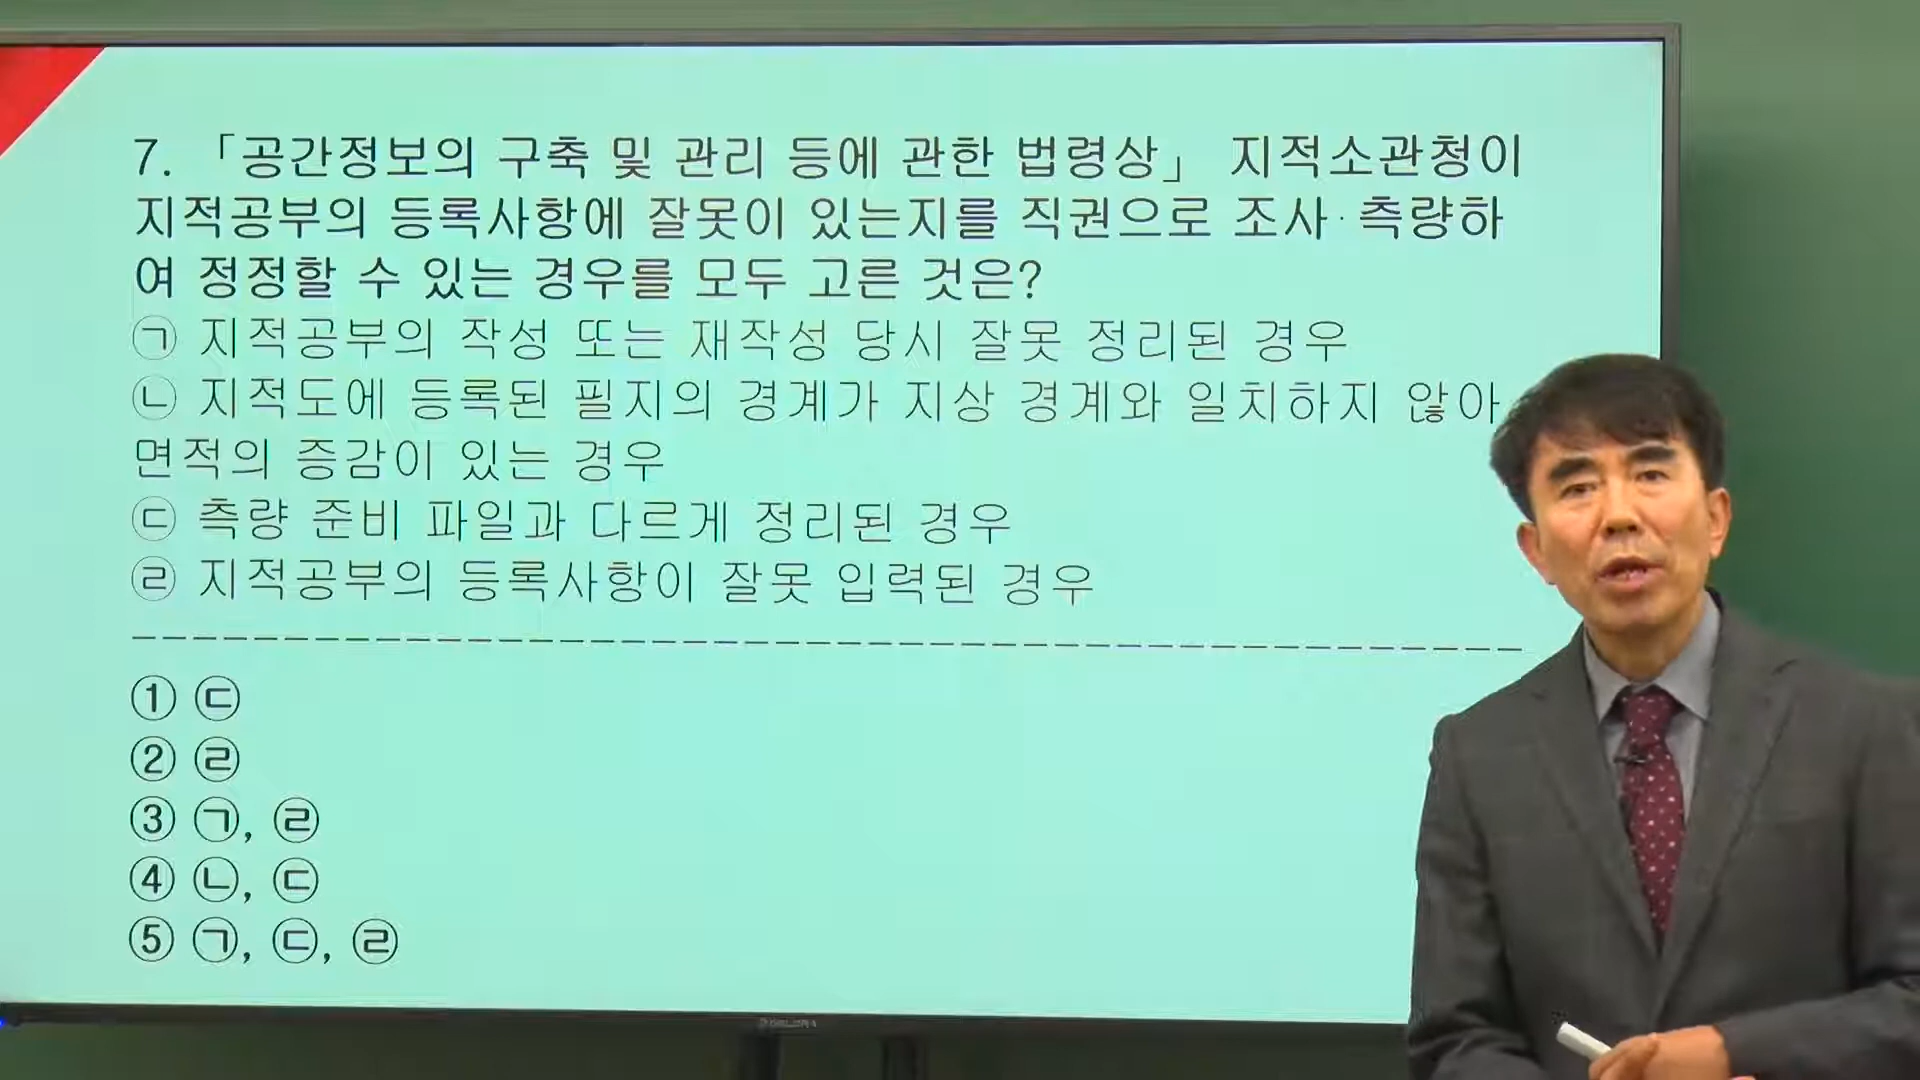 7. 「공간정보의 구축 및 관리 등에 관한 법령상」 지적소관청이
지적공부의 등록사항에 잘못이 있는지를 직권으로 조사·측량하
여 정정할 수 있는 경우를 모두 고른 것은?
㉠ 지적공부의 작성 또는 재작성 당시 잘못 정리된 경우
㉡ 지적도에 등록된 필지의 경계가 지상 경계와 일치하지 않아
면적의 증감이 있는 경우
㉢ 측량 준비 파일과 다르게 정리된 경우
㉣ 지적공부의 등록사항이 잘못 입력된 경우
① ㉢
② ㉣
③ ㉠, ㉣
④ ㉡, ㉢
⑤ ㉠, ㉢, ㉣